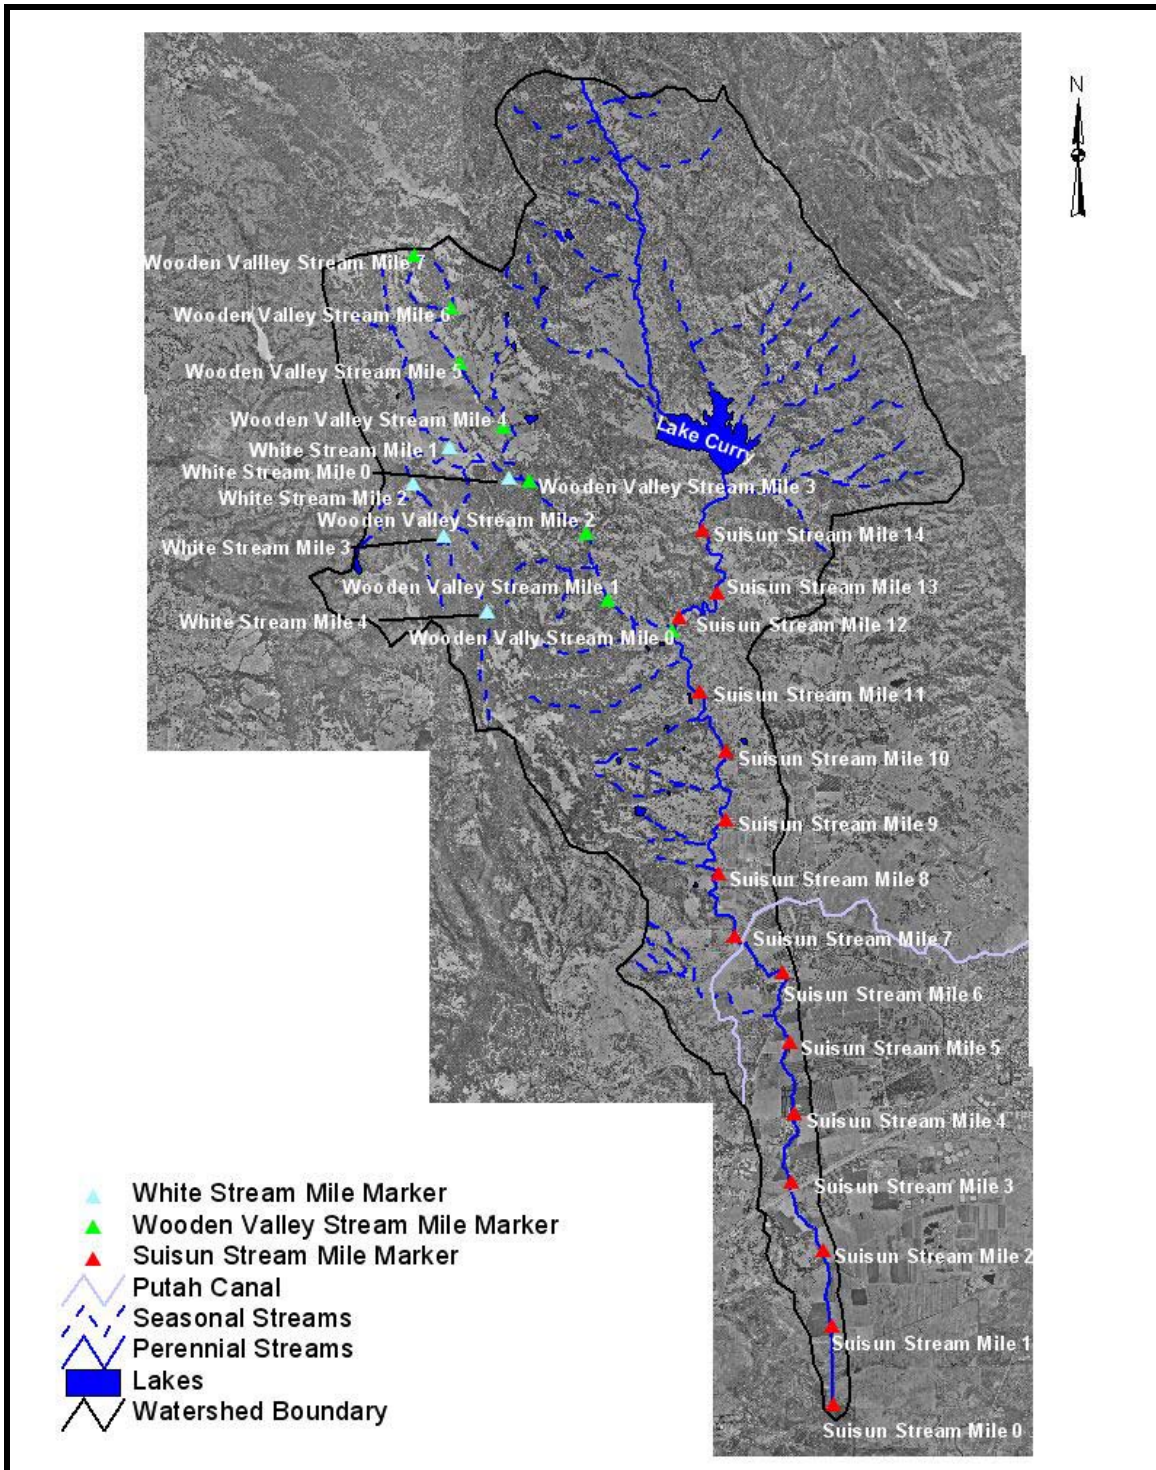 N
Wooden Vallley Stream Mile 7
Wooden Valley Stream Mile 6
Wooden Valley Stream Mile 5
Wooden Valley Stream Mile 4
Lake Curry
White Stream Mile 1
White Stream Mile 0
Wooden Valley Stream Mile 3
White Stream Mile 2
Wooden Valley Stream Mile 2
Suisun Stream Mile 14
White Stream Mile 3
Wooden Valley Stream Mile 1
Suisun Stream Mile 13
White Stream Mile 4
Suisun Stream Mile 12
Wooden Vally Stream Mile 0
Suisun Stream Mile 11
Suisun Stream Mile 10
Suisun Stream Mile 9
Suisun Stream Mile 8
Suisun Stream Mile 7
Suisun Stream Mile 6
Suisun Stream Mile 5
Suisun Stream Mile 4
Suisun Stream Mile 3
Suisun Stream Mile 2
Suisun Stream Mile 1
Suisun Stream Mile 0
White Stream Mile Marker
Wooden Valley Stream Mile Marker
Suisun Stream Mile Marker
Putah Canal
Seasonal Streams
Perennial Streams
Lakes
Watershed Boundary